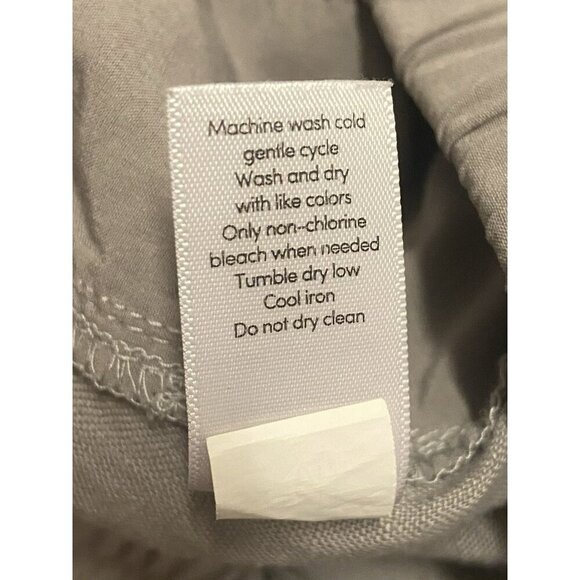 Machine wash cold
gentle cycle
Wash and dry
with like colors
Only non-chlorine
bleach when needed
Tumble dry low
Cool iron
Do not dry clean